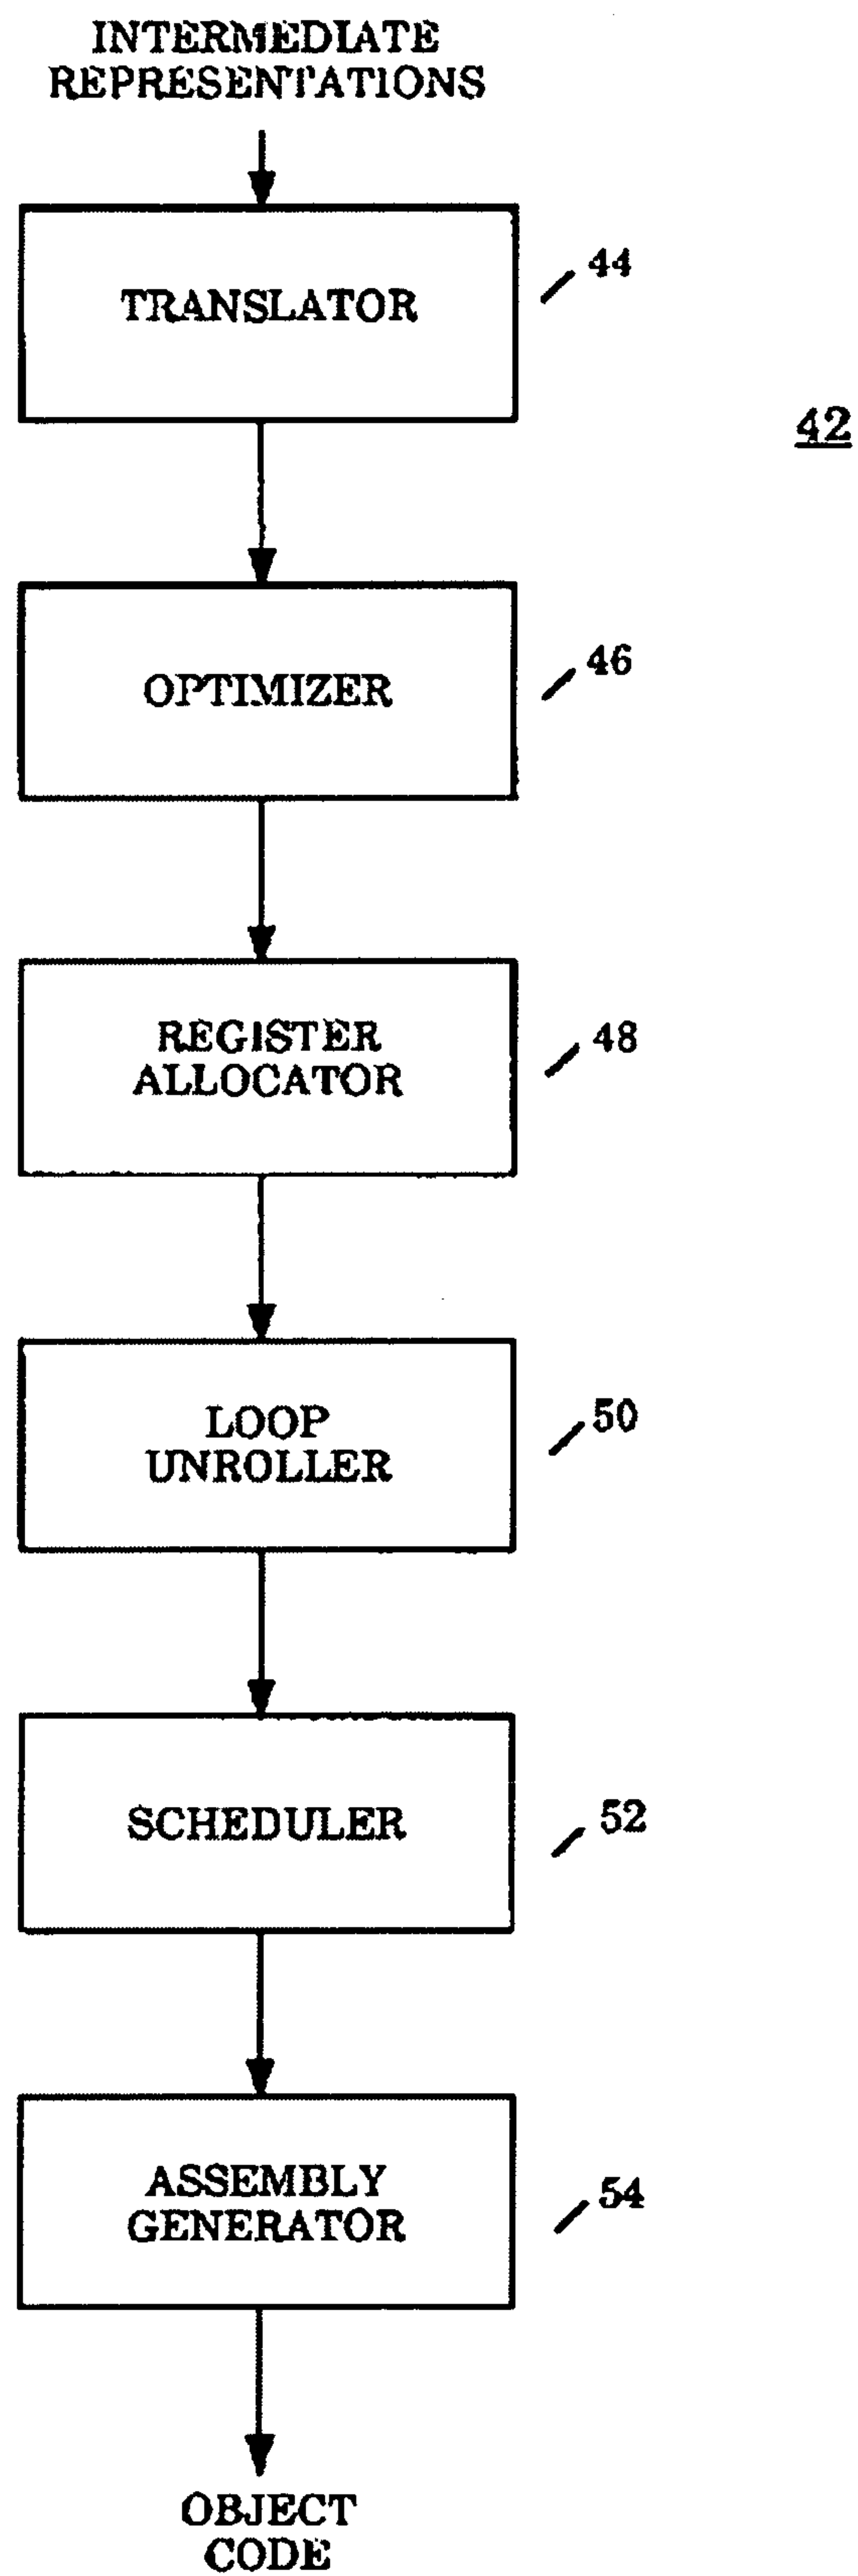 INTERMEDIATE
REPRESENTATIONS
TRANSLATOR
44
42
OPTIMIZER
46
REGISTER
ALLOCATOR
48
LOOP
UNROLLER
50
SCHEDULER
52
ASSEMBLY
GENERATOR
54
OBJECT
CODE